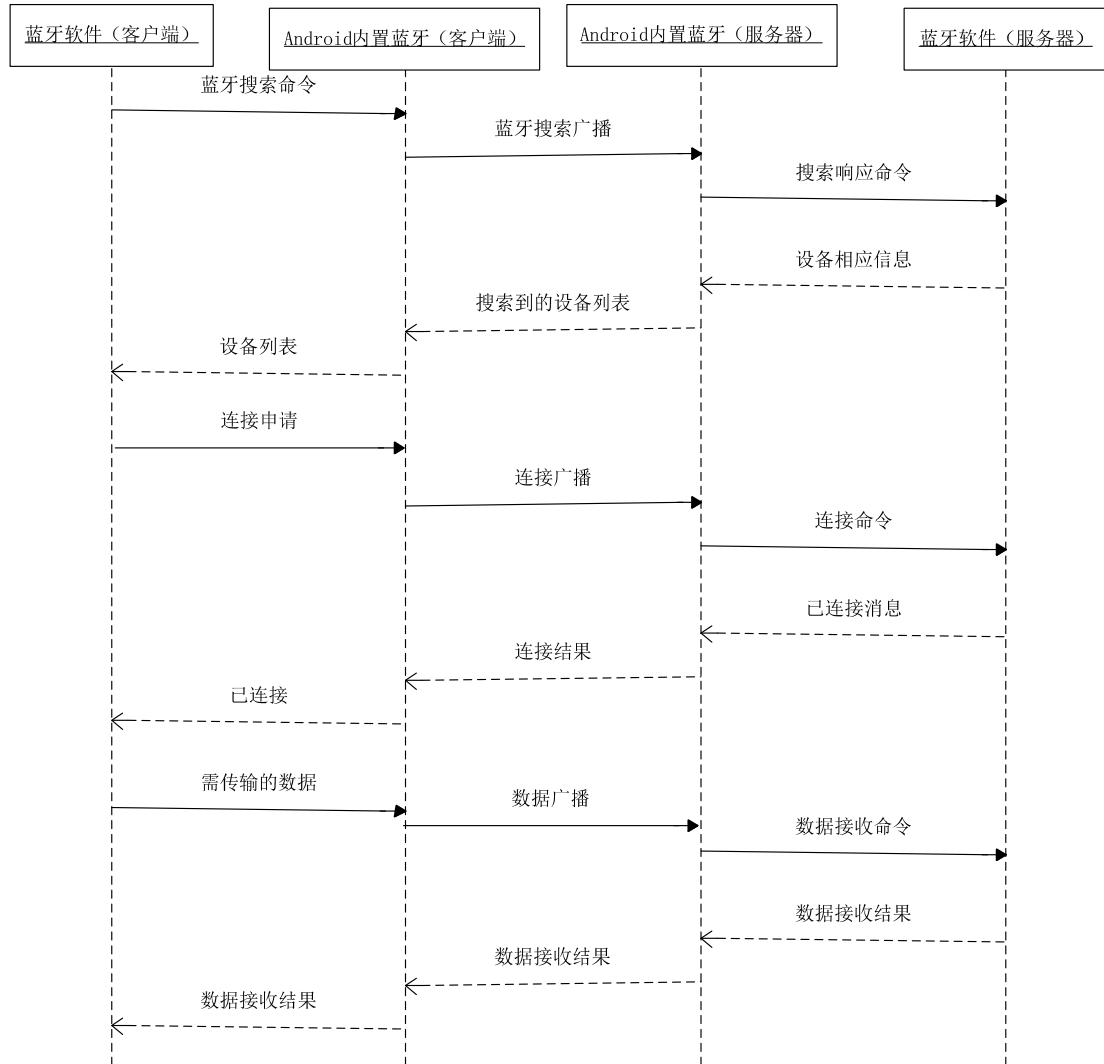 蓝牙软件（客户端）
Android内置蓝牙（客户端）
Android内置蓝牙（服务器）
蓝牙软件（服务器）
蓝牙搜索命令
蓝牙搜索广播
搜索响应命令
设备相应信息
搜索到的设备列表
设备列表
连接申请
连接广播
连接命令
已连接消息
连接结果
已连接
需传输的数据
数据广播
数据接收命令
数据接收结果
数据接收结果
数据接收结果